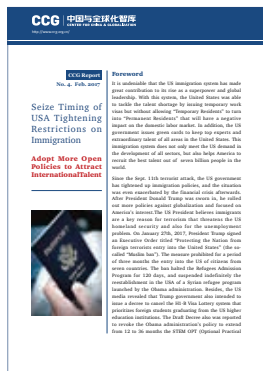 CCG 中国与全球化智库
CENTER FOR CHINA & GLOBALIZATION
http://www.ccg.org.cn/
CCG Report
No. 4, Feb. 2017
Seize Timing of
USA Tightening
Restrictions on
Immigration
Adopt More Open
Policies to Attract
InternationalTalent
Foreword
It is undeniable that the US immigration system has made
great contribution to its rise as a superpower and global
leadership. With this system, the United States was able
to tackle the talent shortage by issuing temporary work
visas but without allowing "Temporary Residents" to turn
into "Permanents Residents" that will have a negative
impact on the domestic labor market. In addition, the US
government issues green cards to keep top experts and
extraordinary talent of all areas in the United States. This
immigration system does not only meet the US demand in
the development of all sectors, but also helps America to
recruit the best talent out of seven billion people in the
world.
Since the Sept. 11th terrorist attack, the US government
has tightened up immigration policies, and the situation
was even exacerbated by the financial crisis afterwards.
After President Donald Trump was sworn in, he rolled
out more policies against globalization and focused on
America's interest.The US President believes immigrants
are a key reason for terrorism that threatens the US
homeland security and also for the unemployment
problem. On January 27th, 2017, President Trump signed
an Executive Order titled "Protecting the Nation from
foreign terrorists entry into the United States" (the so-
called "Muslim ban"). The measure prohibited for a period
of three months the entry into the US of citizens from
seven countries. The ban halted the Refugees Admission
Program for 120 days, and suspended indefinitely the
reestablishment in the USA of a Syrian refugee program
launched by the Obama administration. Besides, the US
media revealed that Trump government also intended to
issue a decree to cancel the H1-B Visa Lottery system that
prioritizes foreign students graduating from the US higher
education institutions. The Draft Decree also was reported
to revoke the Obama administration's policy to extend
from 12 to 36 months the STEM OPT (Optional Practical